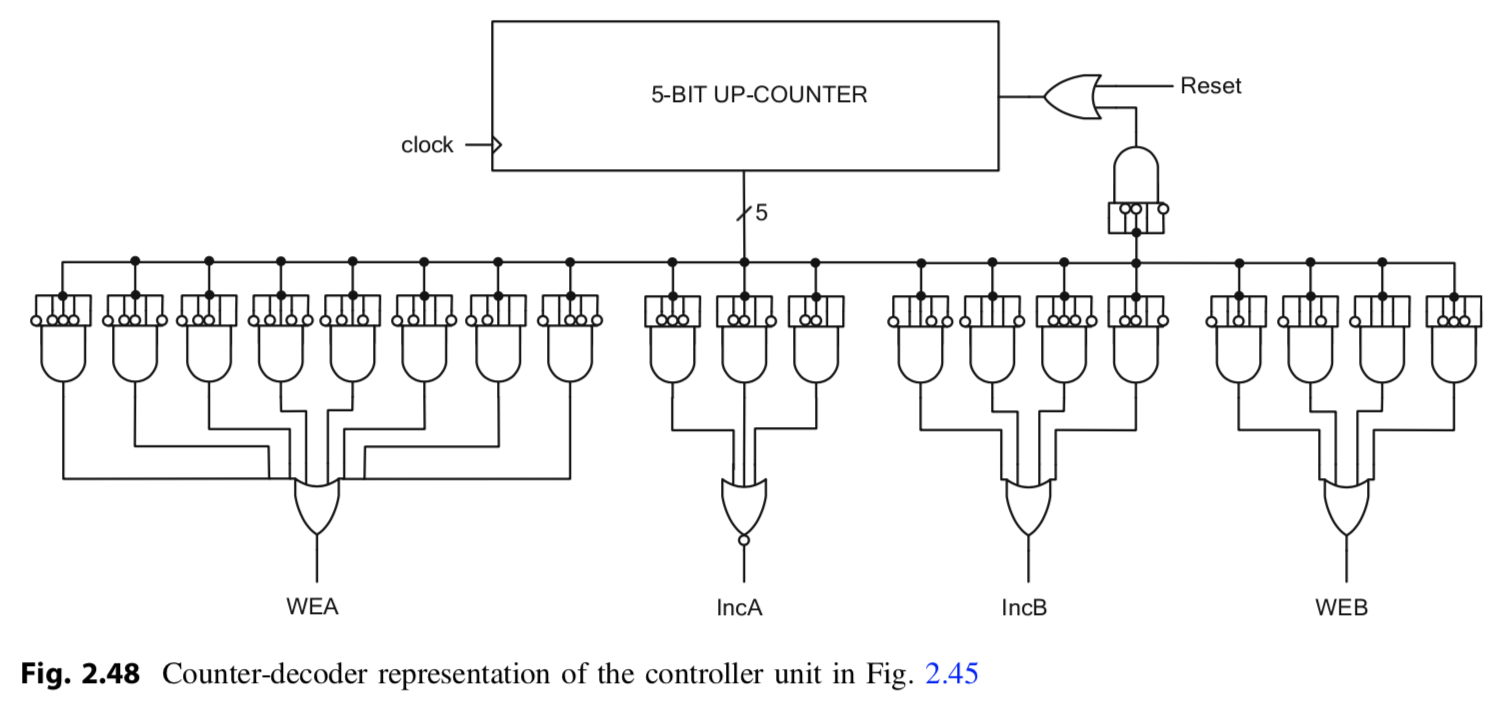 5-BIT UP-COUNTER
Reset
clock
5
WEA
IncA
IncB
WEB
Fig. 2.48 Counter-decoder representation of the controller unit in Fig. 2.45